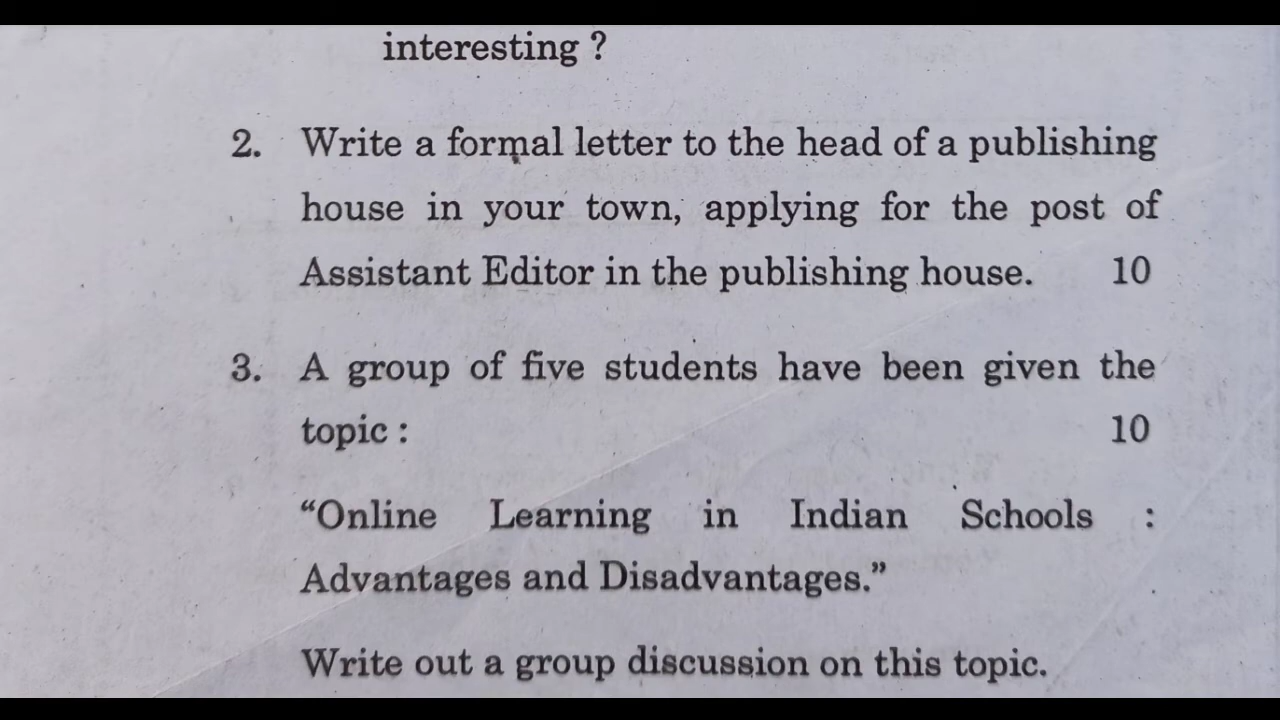 interesting ?
2. Write a formal letter to the head of a publishing
house in your town, applying for the post of
Assistant Editor in the publishing house. 10
3. A group of five students have been given the
topic : 10
“Online Learning in Indian Schools :
Advantages and Disadvantages.”
Write out a group discussion on this topic.